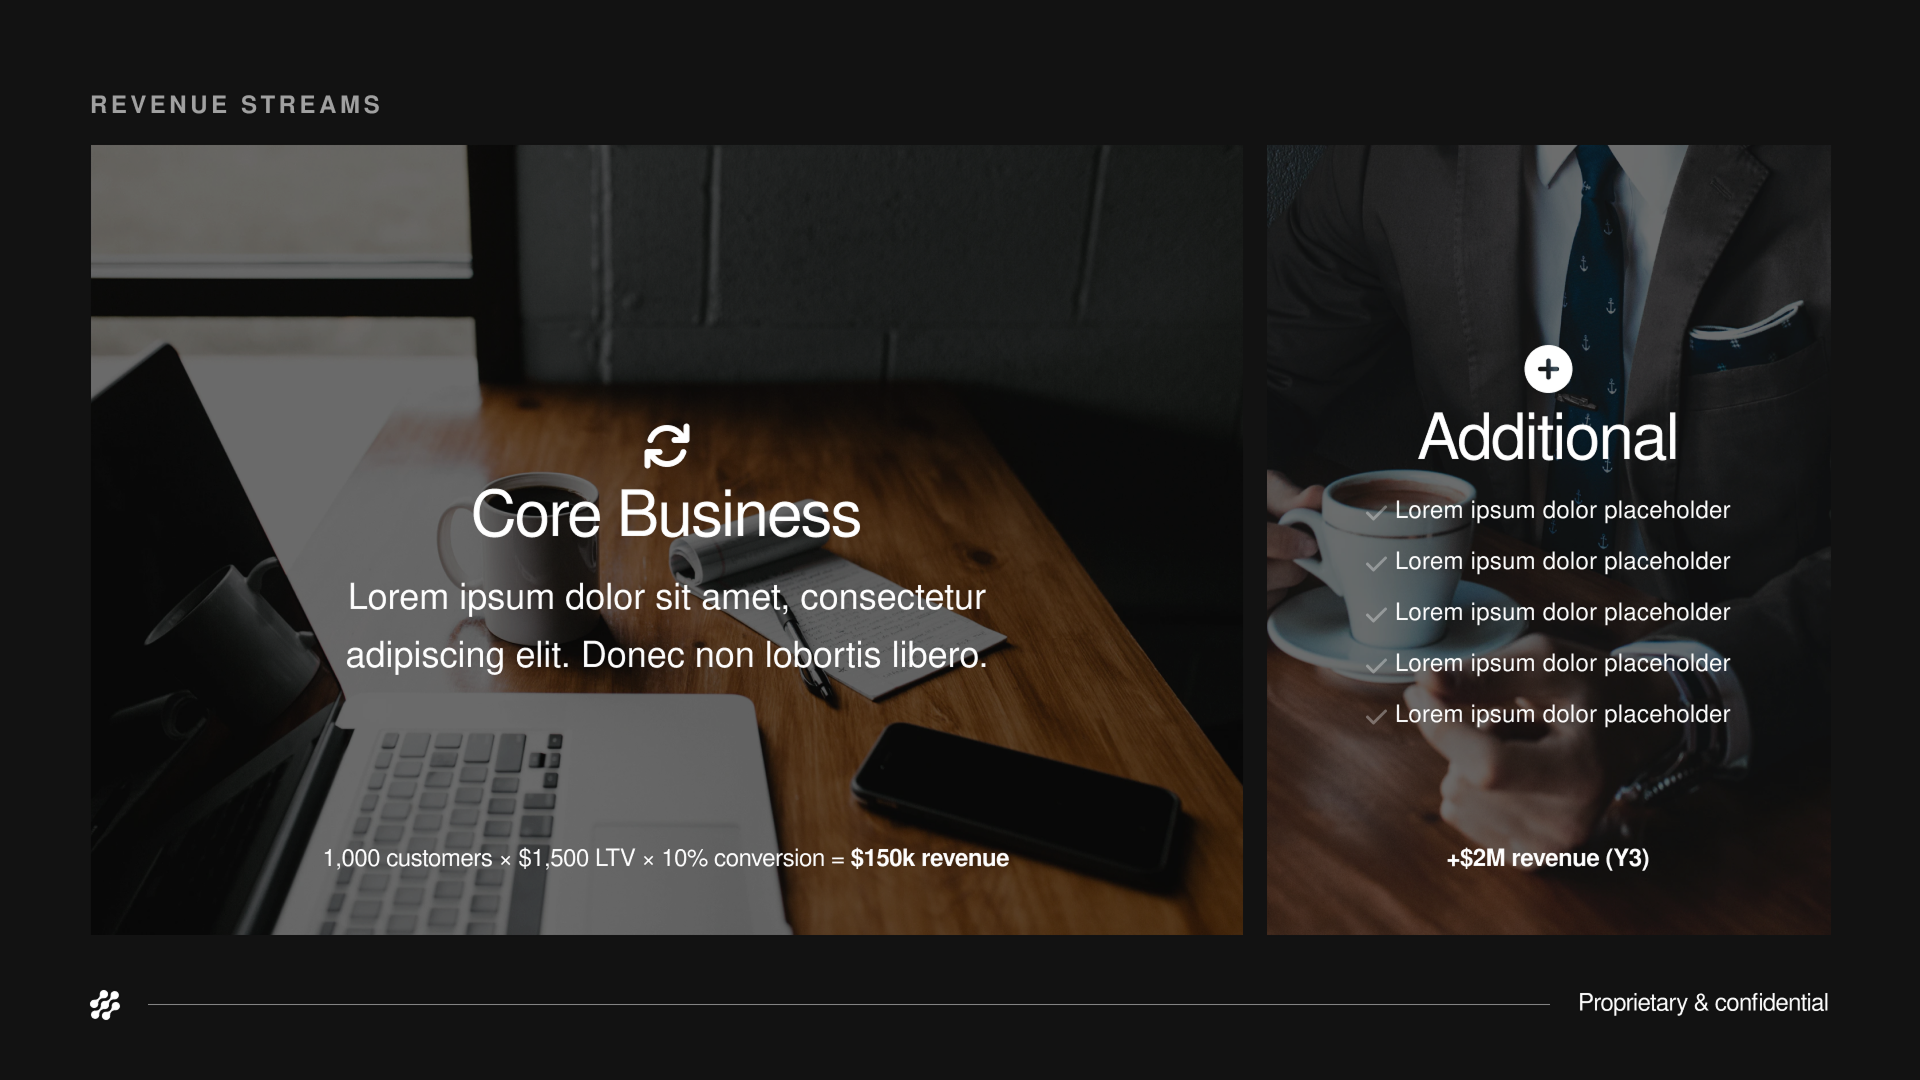 REVENUE STREAMS
Core Business
Lorem ipsum dolor sit amet, consectetur
adipiscing elit. Donec non lobortis libero.
1,000 customers × $1,500 LTV × 10% conversion = $150k revenue
Additional
Lorem ipsum dolor placeholder
Lorem ipsum dolor placeholder
Lorem ipsum dolor placeholder
Lorem ipsum dolor placeholder
Lorem ipsum dolor placeholder
+$2M revenue (Y3)
Proprietary & confidential